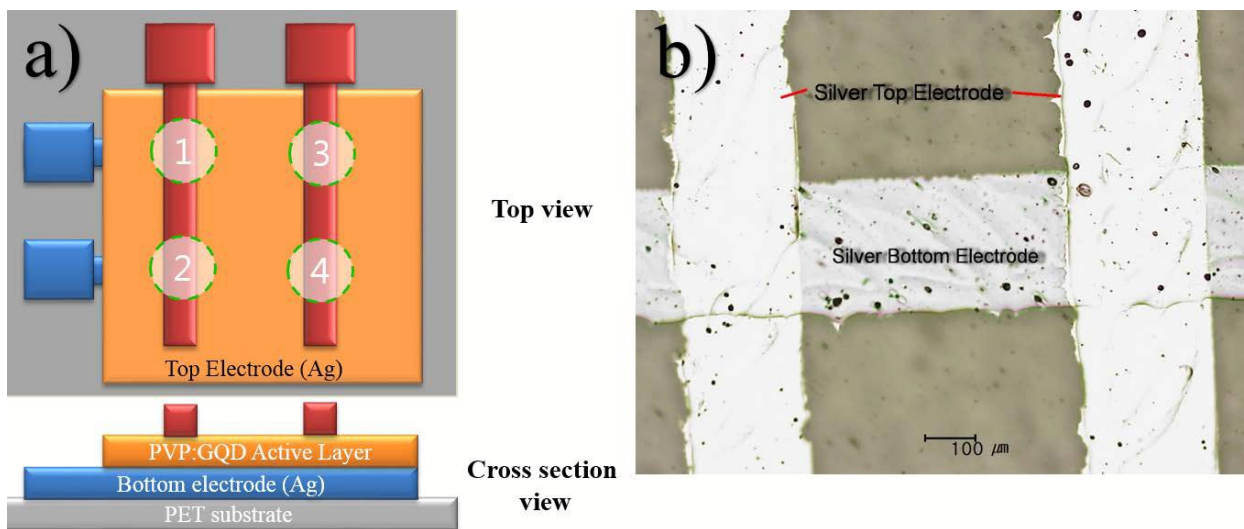 a)
1
3
2
4
Top Electrode (Ag)
PVP:GQD Active Layer
Bottom electrode (Ag)
PET substrate
Top view
Cross section
view
b)
Silver Top Electrode
Silver Bottom Electrode
100 ㎛